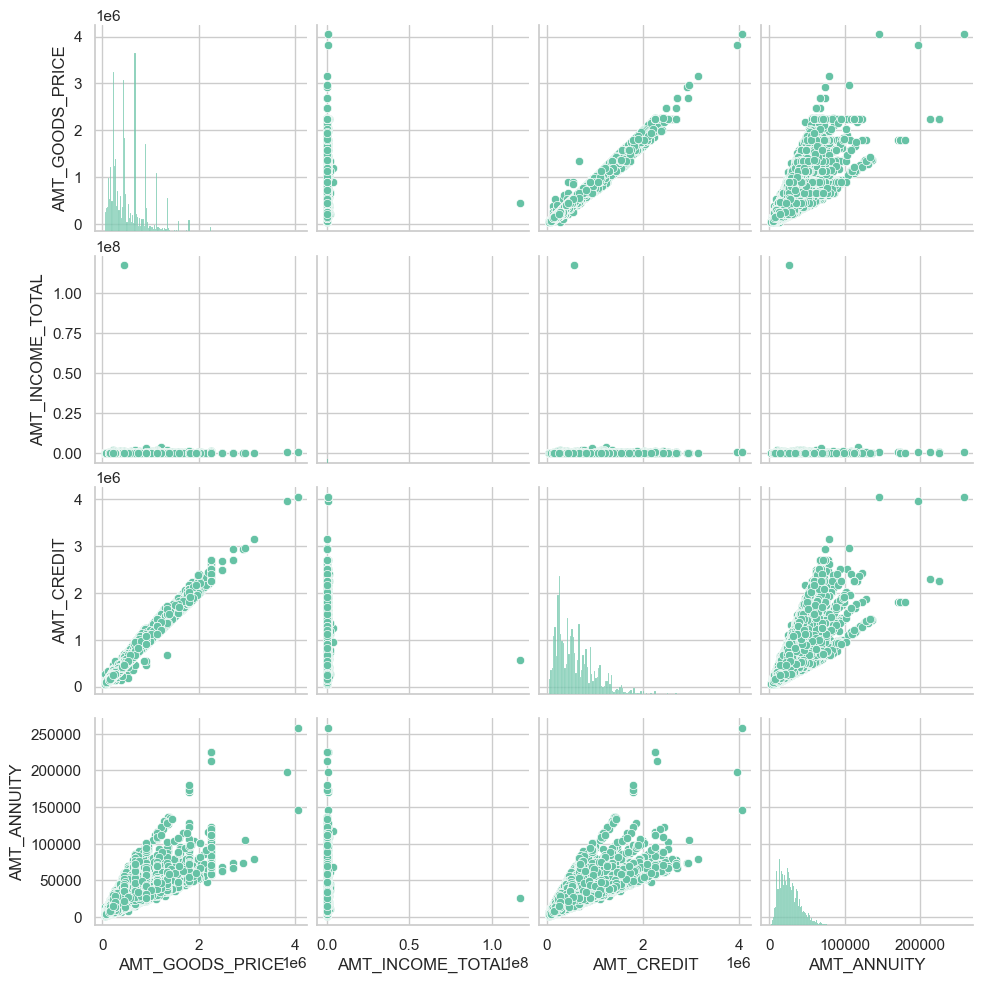 1e6
4
3
2
1
0
AMT_GOODS_PRICE
1e8
1.00
0.75
0.50
0.25
0.00
AMT_INCOME_TOTAL
1e6
4
3
2
1
0
AMT_CREDIT
250000
200000
150000
100000
50000
0
AMT_ANNUITY
0 2 4
1e6
AMT_GOODS_PRICE
0.0 0.5 1.0
1e8
AMT_INCOME_TOTAL
0 2 4
1e6
AMT_CREDIT
0 100000 200000
AMT_ANNUITY